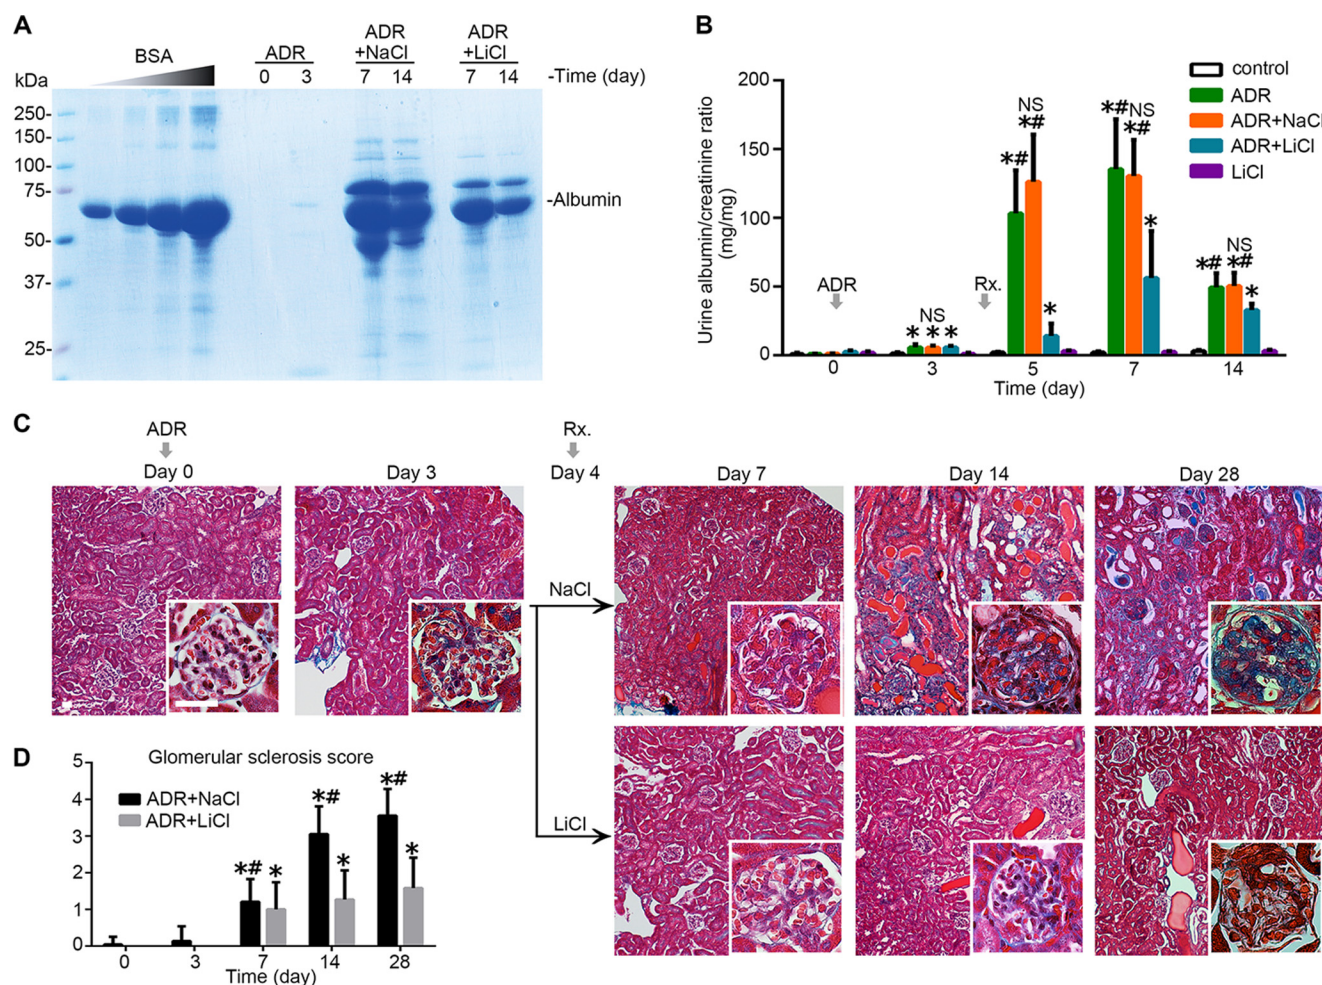 A
BSA
ADR
ADR
+NaCl
ADR
+LiCl
kDa
0 3 7 14 7 14 -Time (day)
250-
150-
100-
75-
-Albumin
50-
37-
25-
B
Urine albumin/creatinine ratio
(mg/mg)
200
150
100
50
0
control
ADR
ADR+NaCl
ADR+LiCl
LiCl
ADR
Rx.
NS
* * *
NS
*# *# *
NS
*# *# *
NS
*# *# *
0 3 5 7 14
Time (day)
C
ADR
Rx.
Day 0 Day 3 Day 4 Day 7 Day 14 Day 28
NaCl
LiCl
D
Glomerular sclerosis score
5
4
3
2
1
0
ADR+NaCl
ADR+LiCl
*# * *# * *# *
0 3 7 14 28
Time (day)